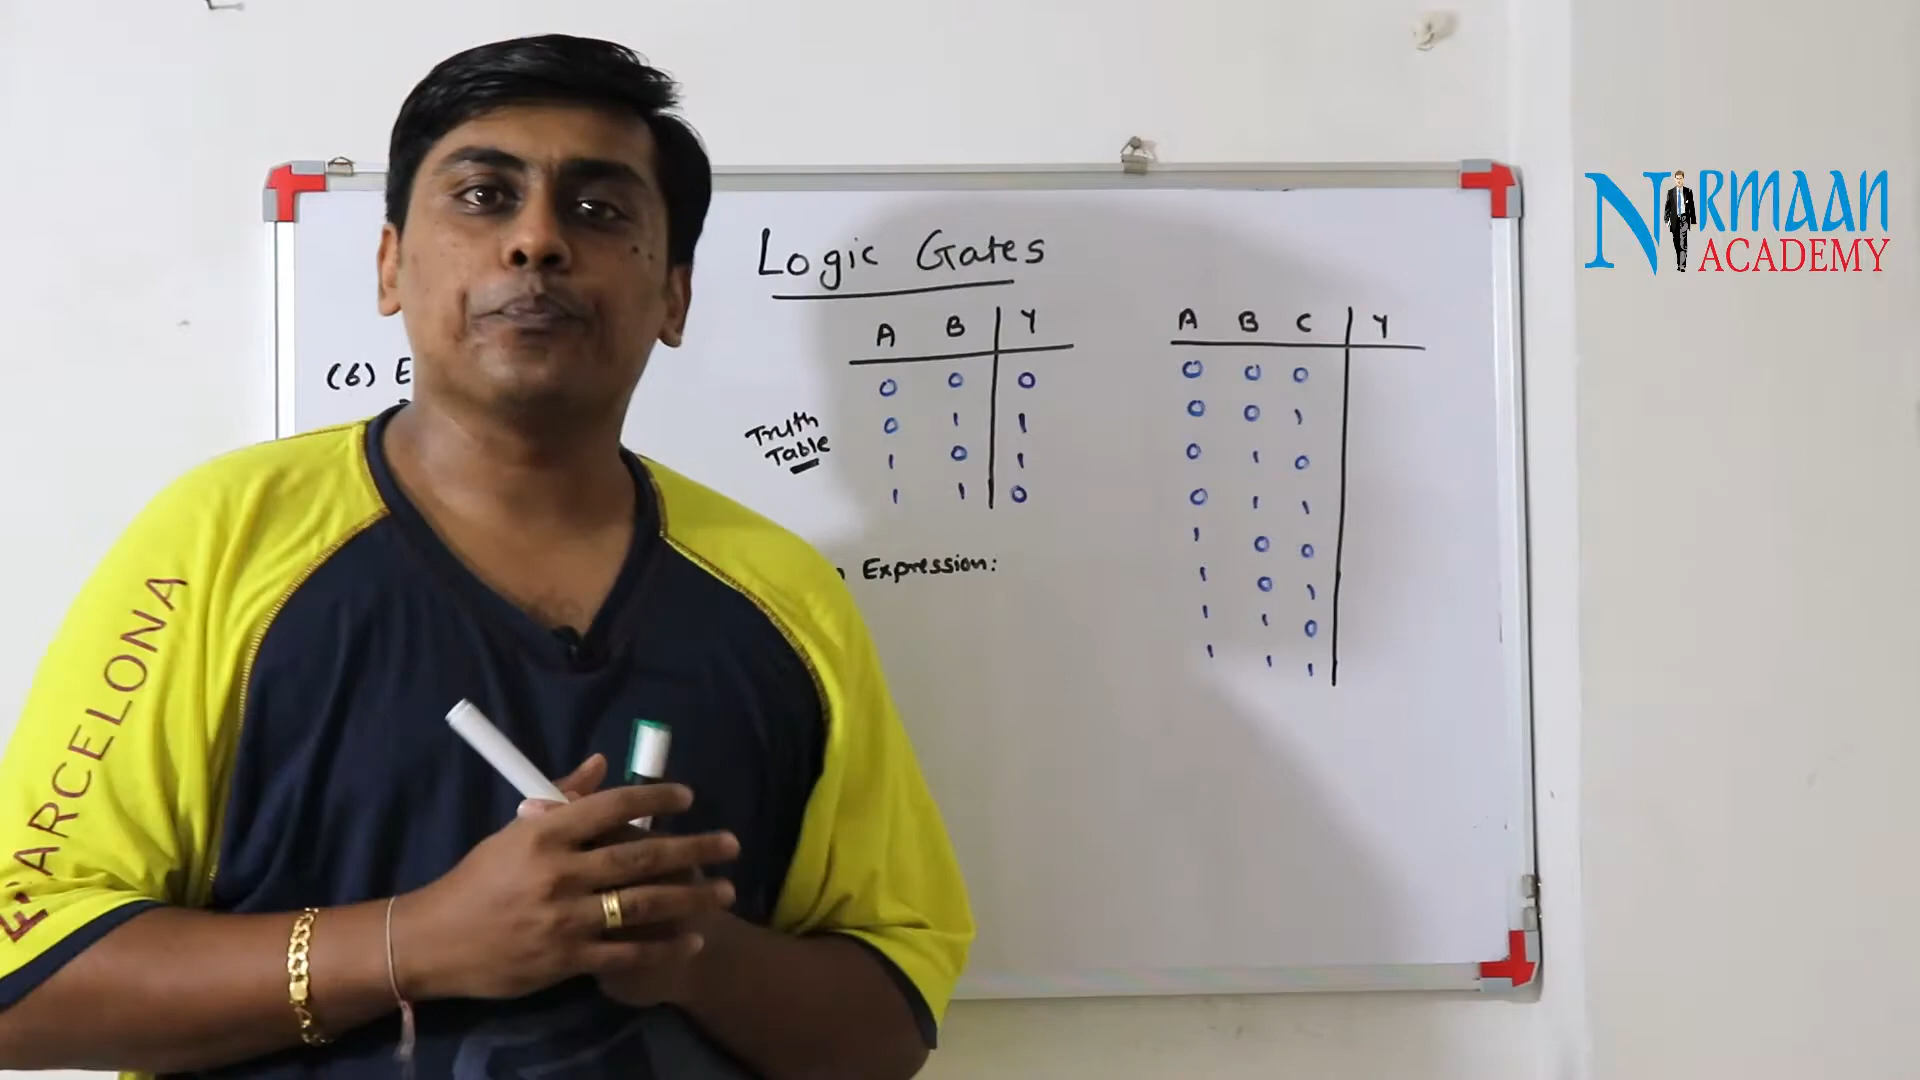 Logic Gates
(6) E
Truth
Table
A B Y
0 0 0
0 1 1
1 0 1
1 1 0
Expression:
A B C Y
0 0 0
0 0 1
0 1 0
0 1 1
1 0 0
1 0 1
1 1 0
1 1 1
NIRMAAN
ACADEMY
BARCELONA